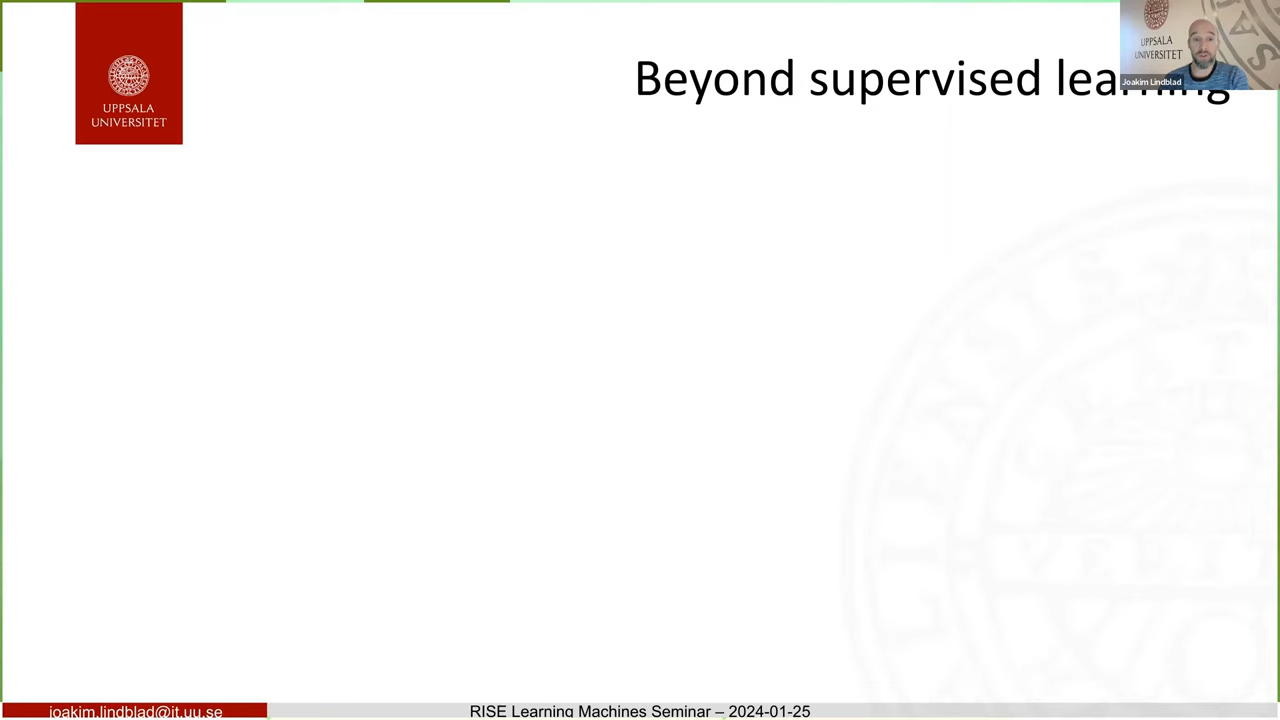 Beyond supervised learning
UPPSALA
UNIVERSITET
UPPSALA
UNIVERSITET
Joakim Lindblad
joakim.lindblad@it.uu.se
RISE Learning Machines Seminar – 2024-01-25